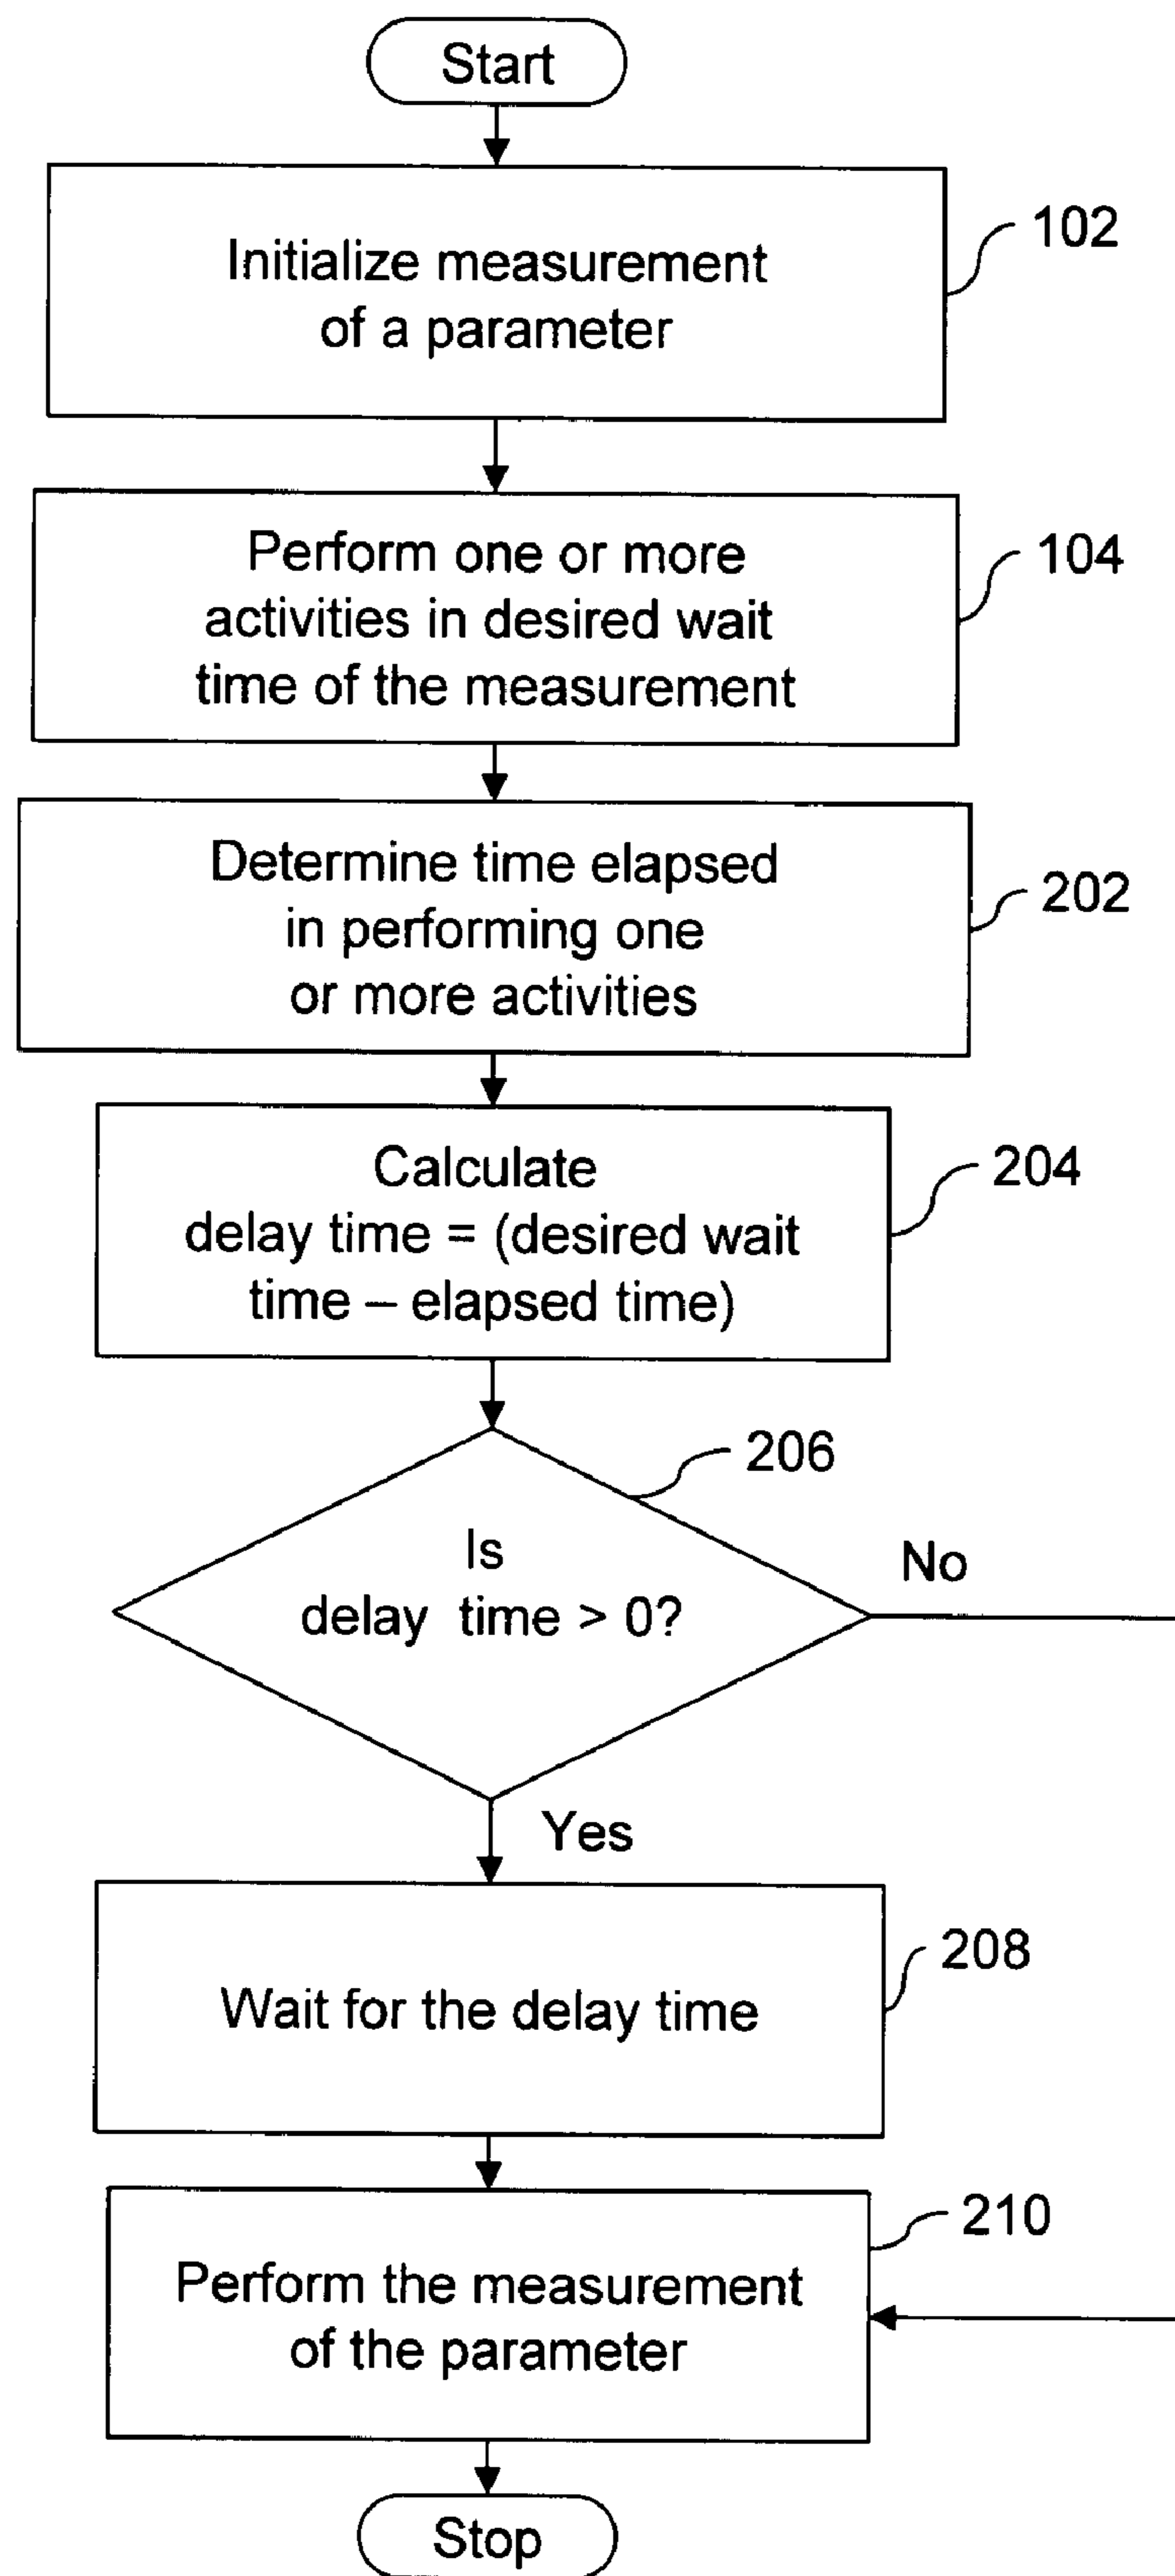 Start
Initialize measurement
of a parameter
102
Perform one or more
activities in desired wait
time of the measurement
104
Determine time elapsed
in performing one
or more activities
202
Calculate
delay time = (desired wait
time – elapsed time)
204
206
Is
delay time > 0?
No
Yes
Wait for the delay time
208
Perform the measurement
of the parameter
210
Stop